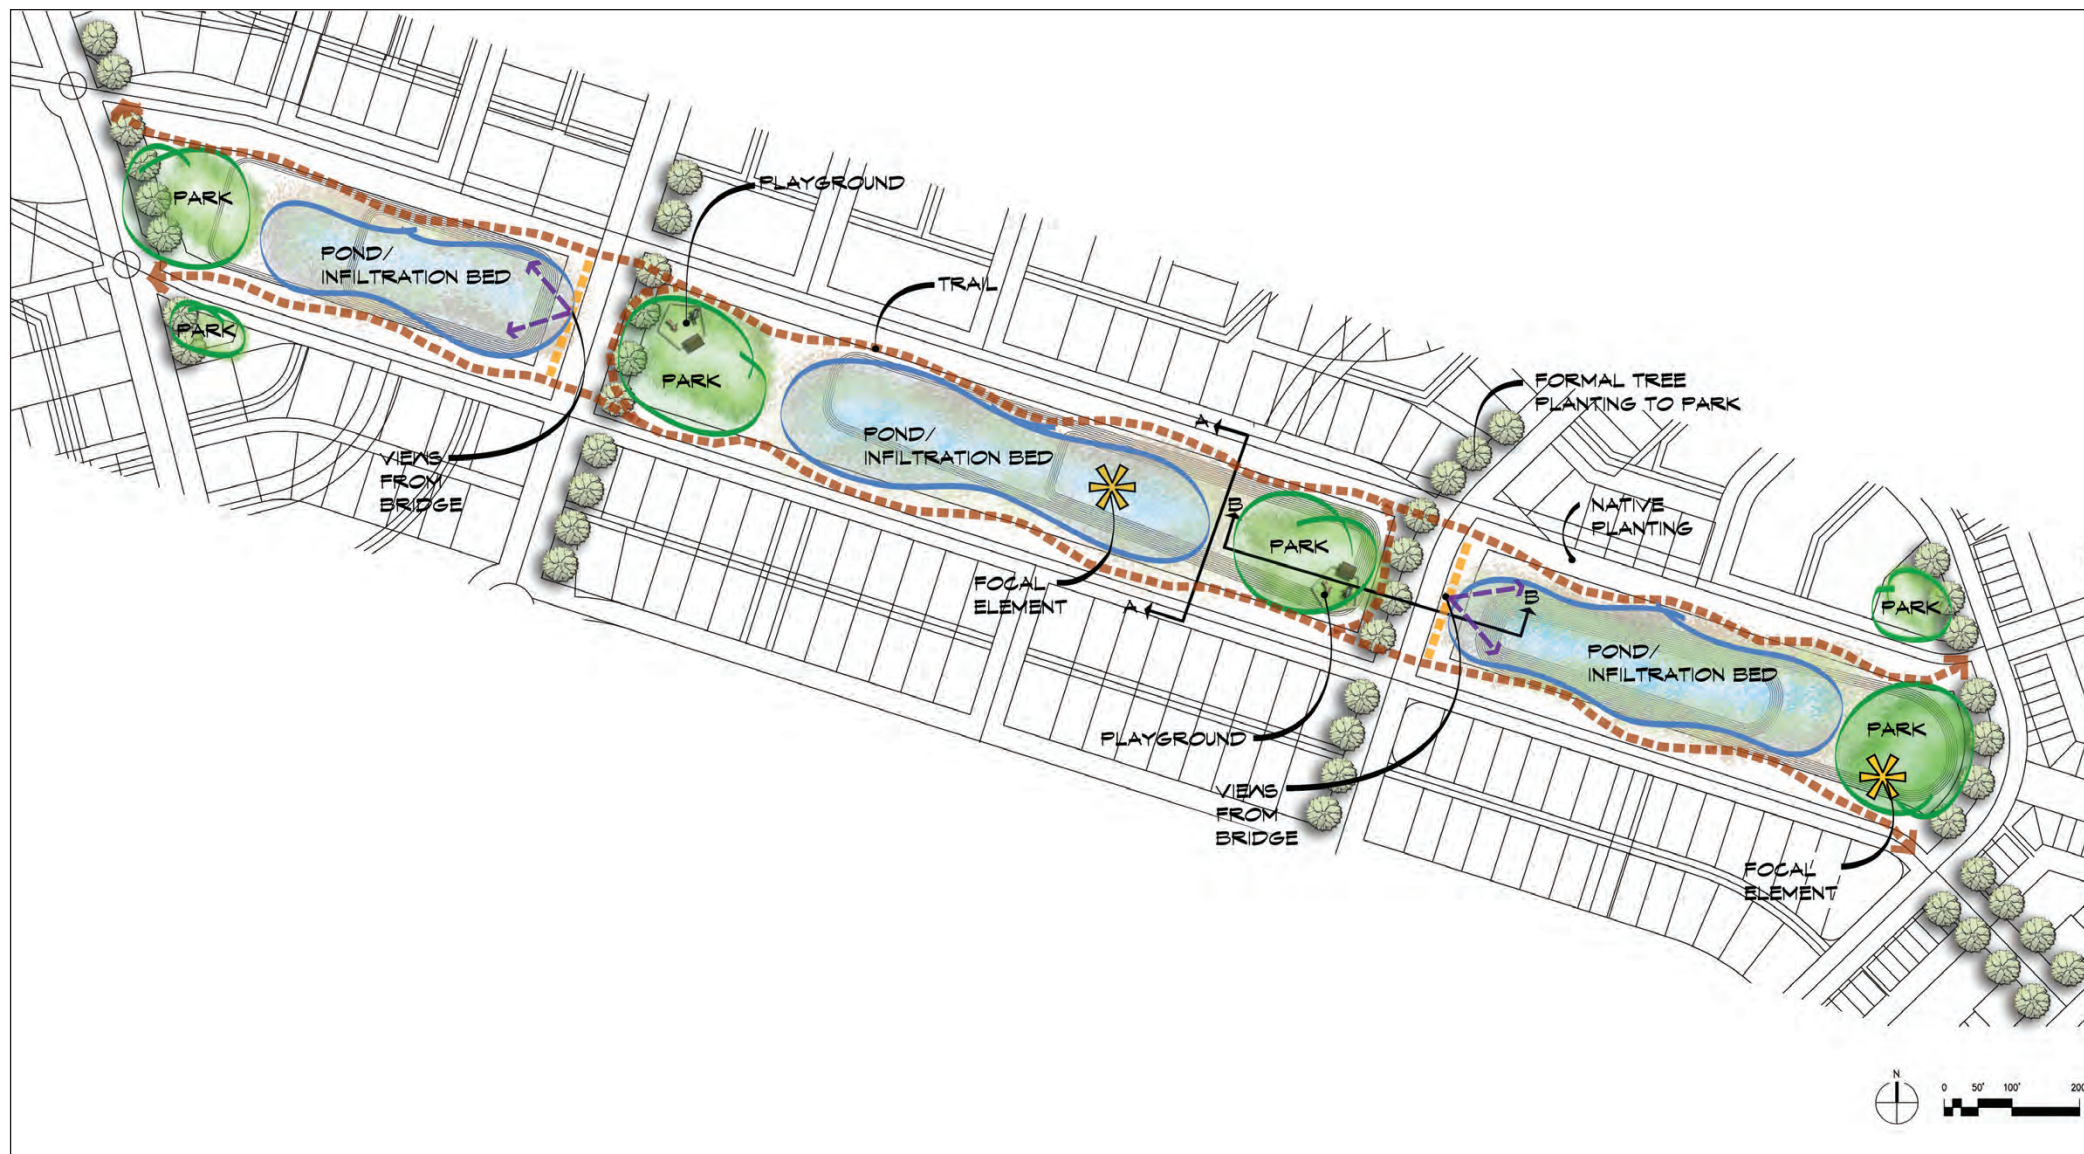 PARK
POND/
INFILTRATION BED
PARK
VIEWS
FROM
BRIDGE
PLAYGROUND
PARK
TRAIL
POND/
INFILTRATION BED
FOCAL
ELEMENT
A
A
B
PARK
PLAYGROUND
VIEWS
FROM
BRIDGE
FORMAL TREE
PLANTING TO PARK
NATIVE
PLANTING
B
POND/
INFILTRATION BED
PARK
PARK
FOCAL
ELEMENT
N
0 50' 100' 200